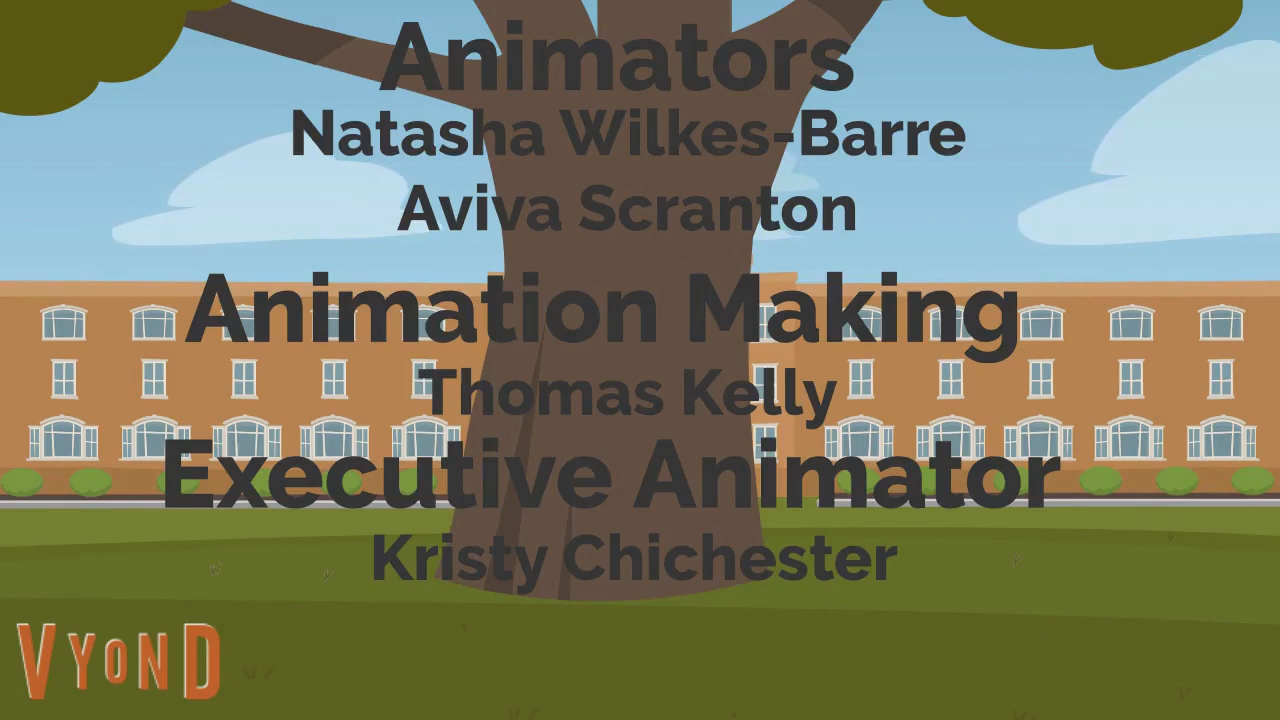 Animators
Natasha Wilkes-Barre
Aviva Scranton
Animation Making
Thomas Kelly
Executive Animator
Kristy Chichester
VYOND